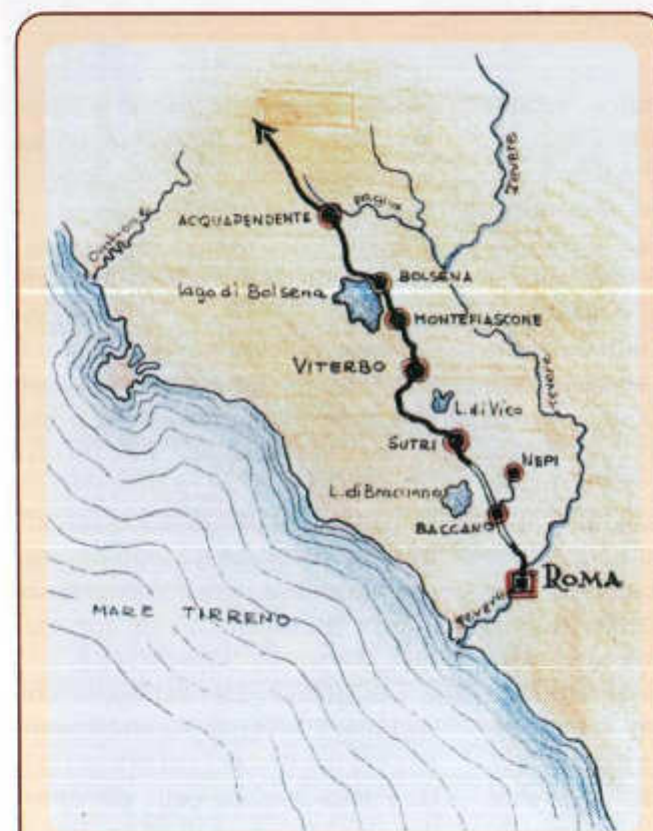 Tevere
Paglia
ACQUAPENDENTE
BOLSENA
lago di Bolsena
MONTEFIASCONE
VITERBO
Tevere
L. di Vico
SUTRI
NEPI
L. di Bracciano
BACCANO
ROMA
Tevere
MARE TIRRENO